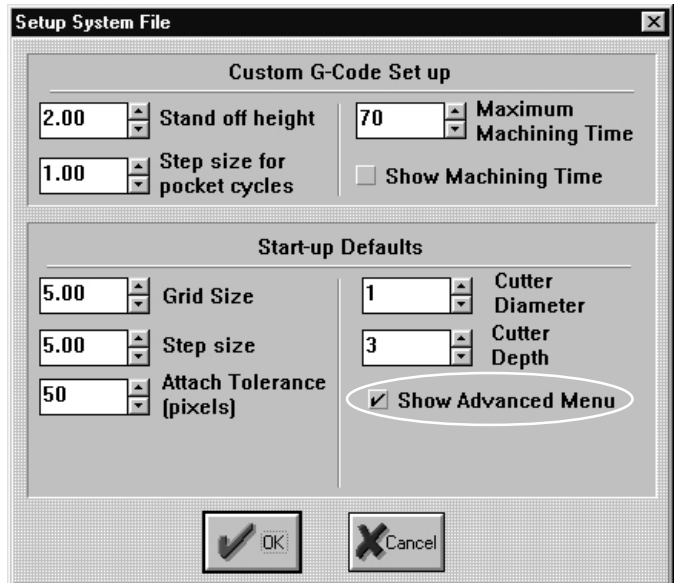 Setup System File
Custom G-Code Set up
2.00 Stand off height
1.00 Step size for
pocket cycles
70 Maximum
Machining Time
Show Machining Time
Start-up Defaults
5.00 Grid Size
5.00 Step size
50 Attach Tolerance
(pixels)
1 Cutter
Diameter
3 Cutter
Depth
Show Advanced Menu
OK
Cancel